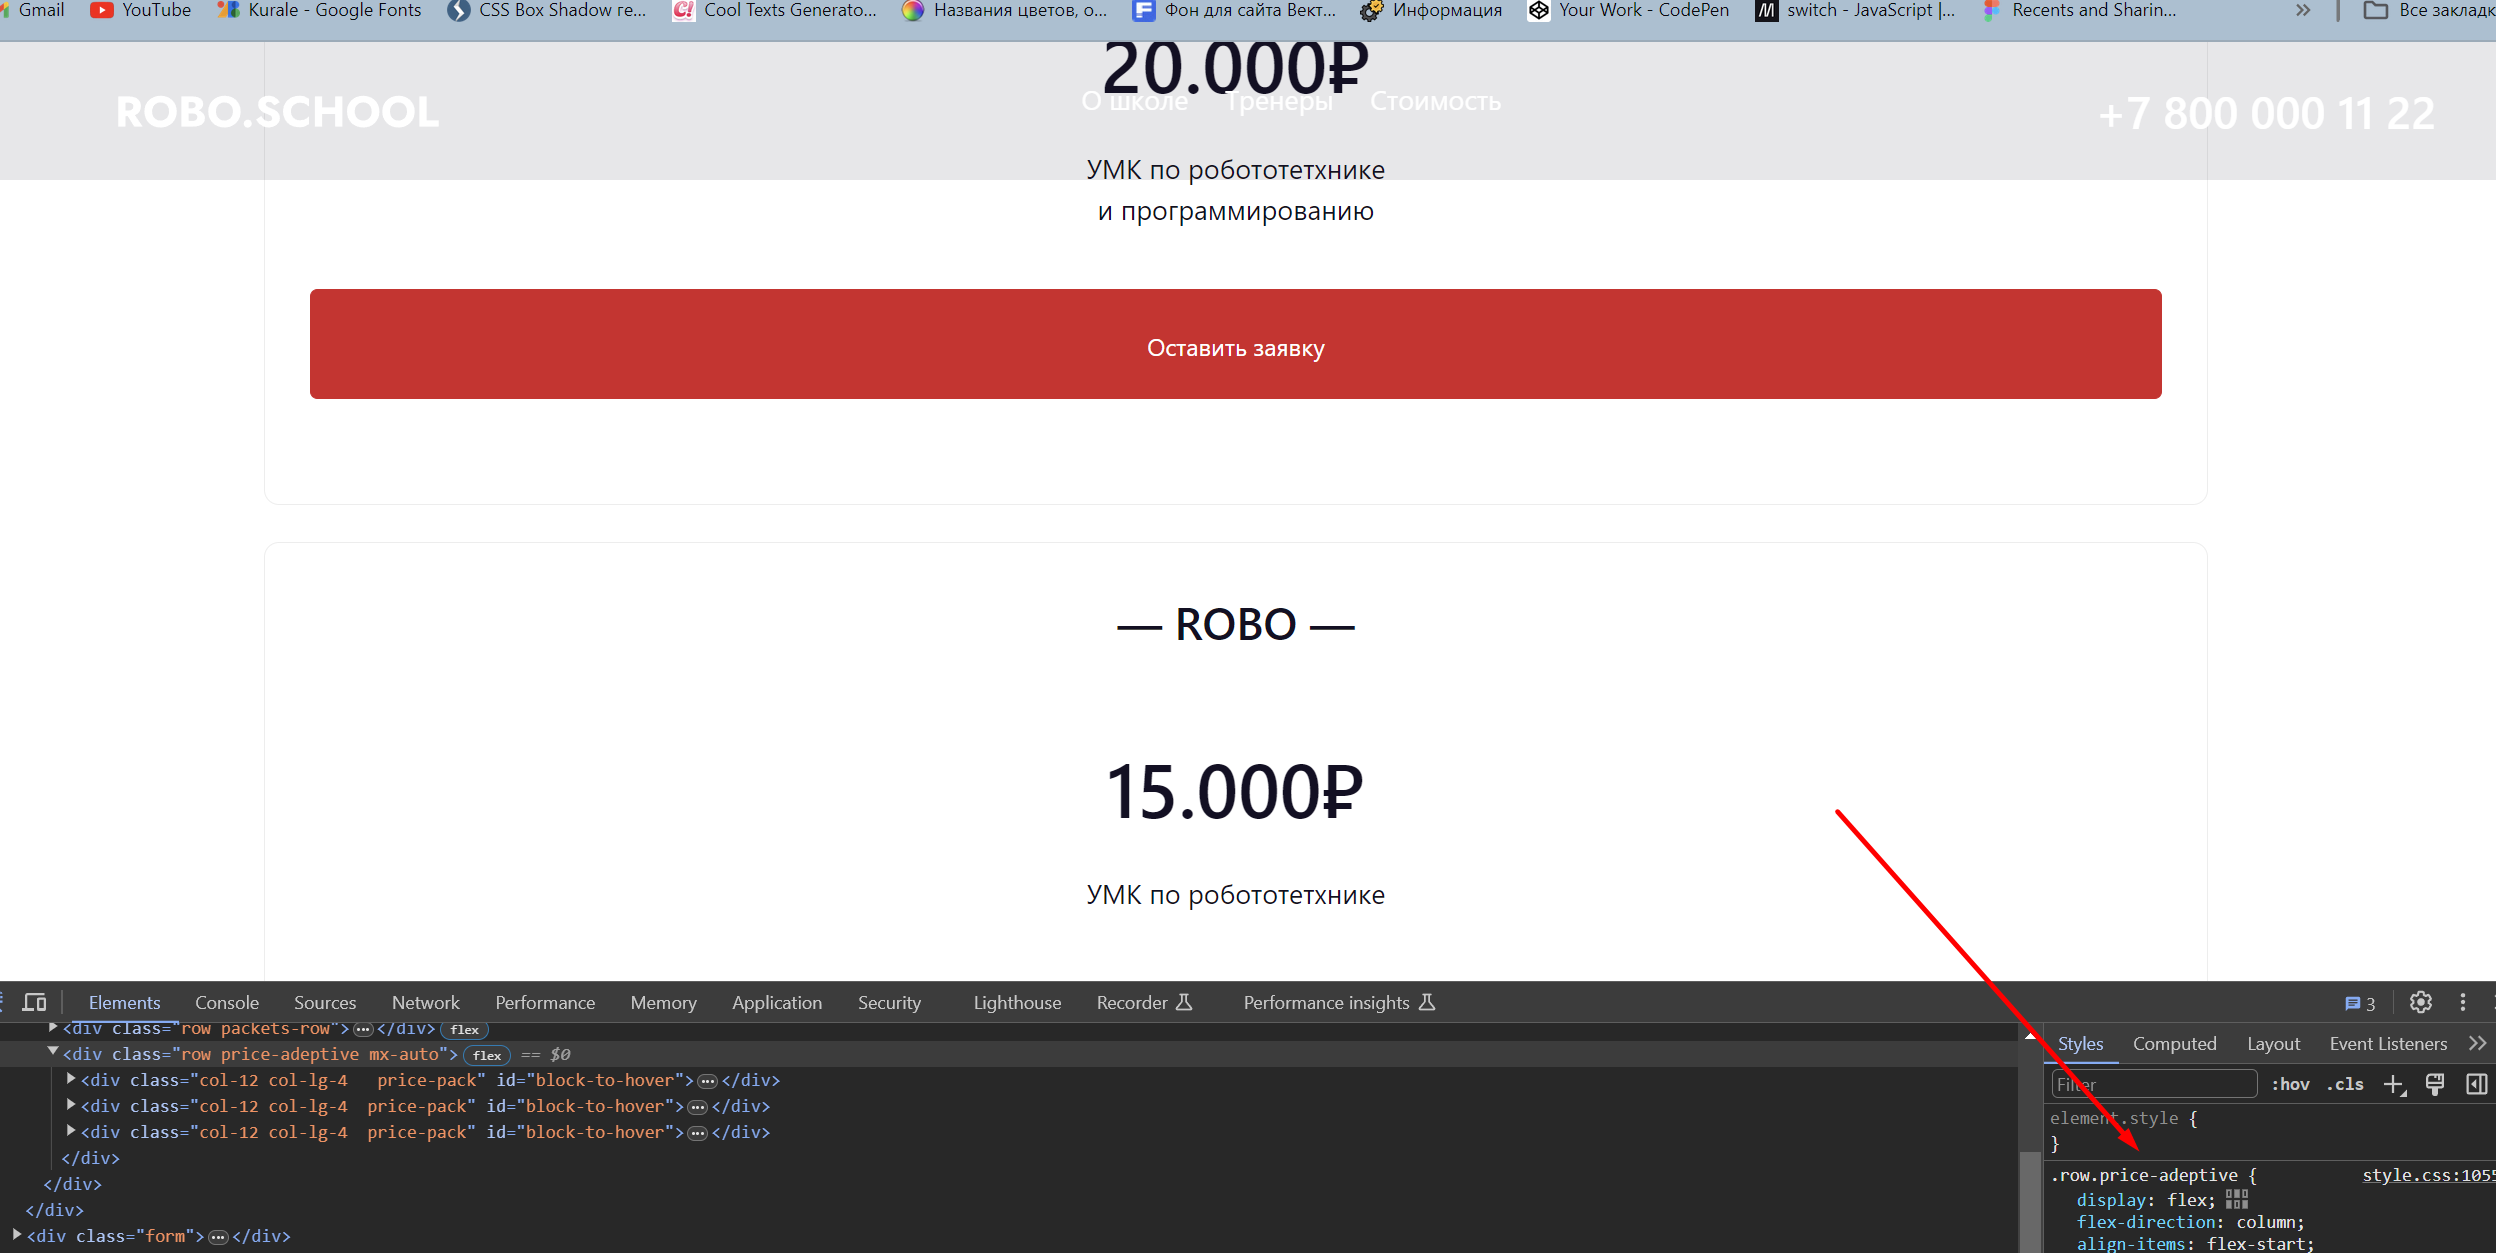 Gmail YouTube Kurale - Google Fonts CSS Box Shadow ге... Cool Texts Generato... Названия цветов, о... Фон для сайта Вект... Информация Your Work - CodePen switch - JavaScript |... Recents and Sharin... » Все закладк
20.000₽
ROBO.SCHOOL О школе Тренеры Стоимость +7 800 000 11 22
УМК по робототетхнике
и программированию
Оставить заявку
— ROBO —
15.000₽
УМК по робототетхнике
Elements Console Sources Network Performance Memory Application Security Lighthouse Recorder Performance insights 3
<div class="row packets-row">…</div> flex
<div class="row price-adeptive mx-auto"> flex == $0
<div class="col-12 col-lg-4   price-pack" id="block-to-hover">…</div>
<div class="col-12 col-lg-4  price-pack" id="block-to-hover">…</div>
<div class="col-12 col-lg-4  price-pack" id="block-to-hover">…</div>
</div>
</div>
</div>
<div class="form">…</div>
Styles Computed Layout Event Listeners »
Filter :hov .cls
element.style {
}
.row.price-adeptive { style.css:1055
display: flex;
flex-direction: column;
align-items: flex-start;